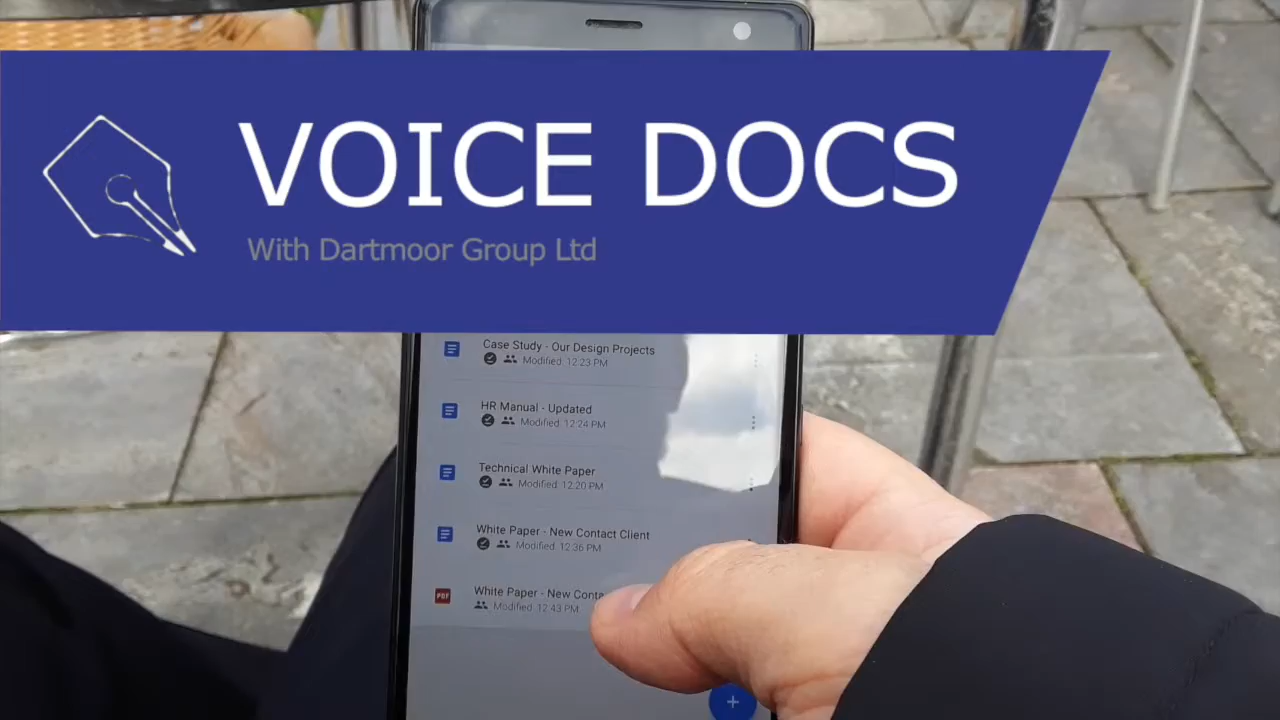 VOICE DOCS
With Dartmoor Group Ltd
Case Study - Our Design Projects
Modified: 12:23 PM
HR Manual - Updated
Modified: 12:24 PM
Technical White Paper
Modified: 12:20 PM
White Paper - New Contact Client
Modified: 12:36 PM
PDF
White Paper - New Conta
Modified: 12:43 PM